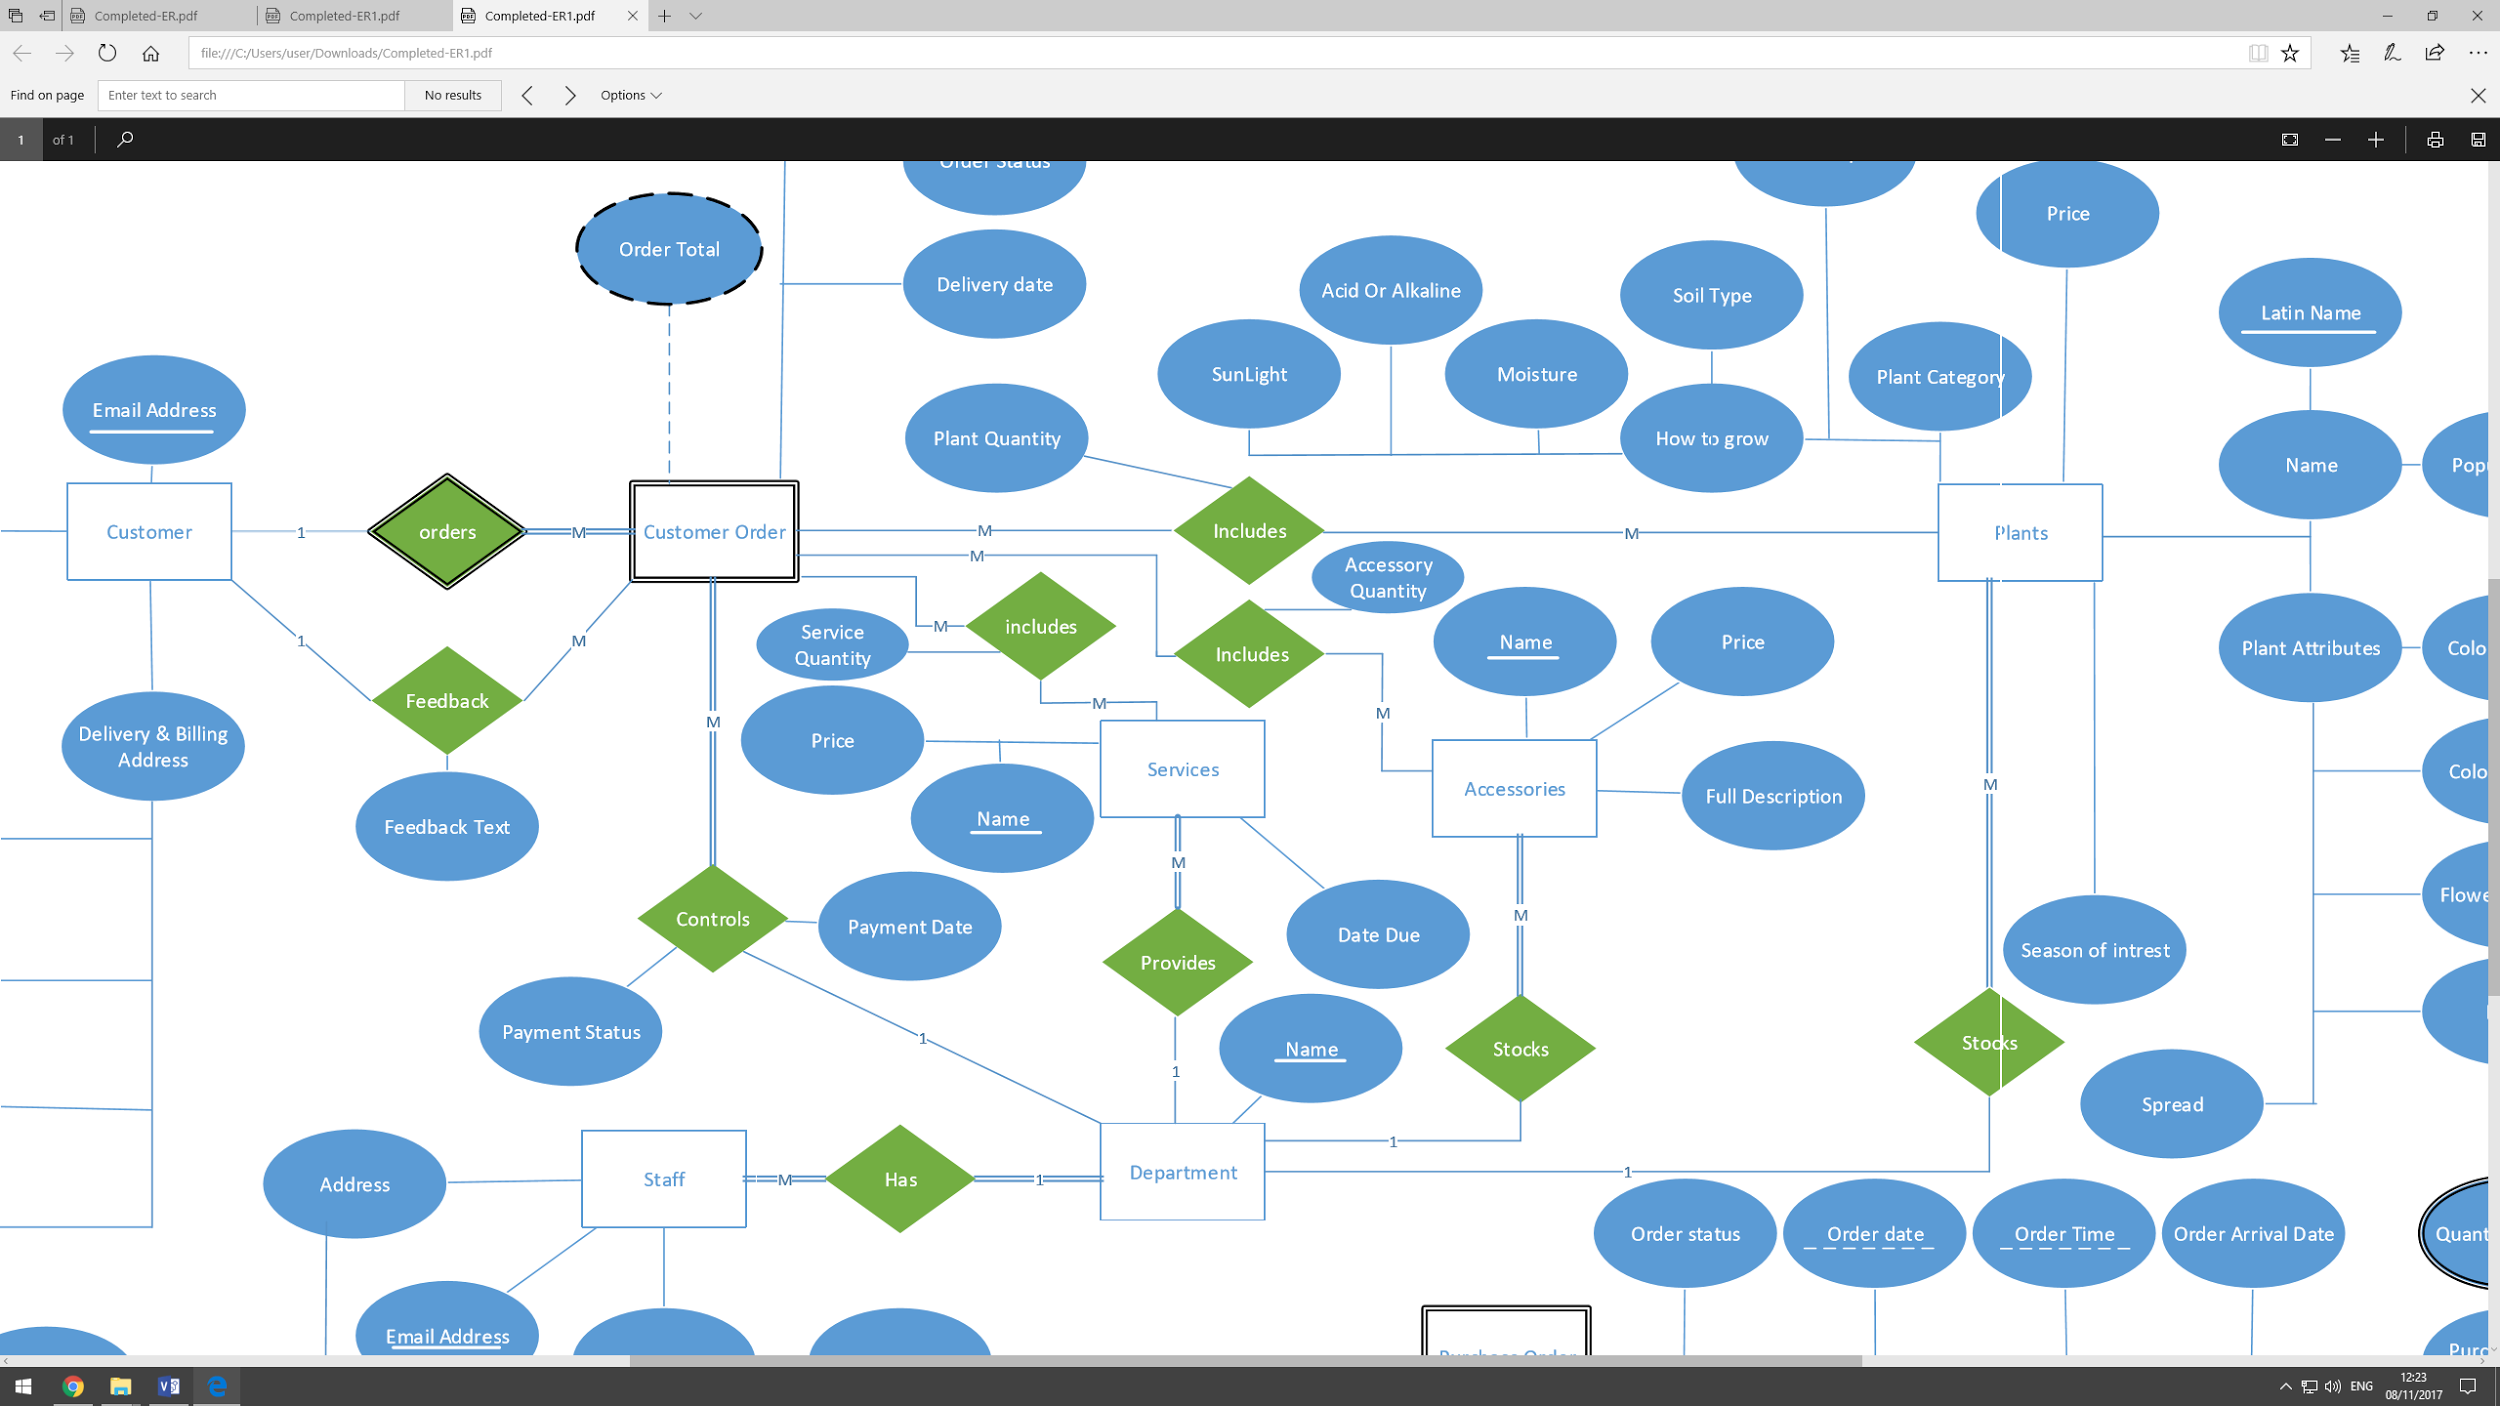 Completed-ER.pdf
Completed-ER1.pdf
Completed-ER1.pdf
file:///C:/Users/user/Downloads/Completed-ER1.pdf
Find on page
Enter text to search
No results
Options
1
of 1
Order Status
Order Total
Delivery date
Price
Acid Or Alkaline
Soil Type
Latin Name
SunLight
Moisture
Plant Category
Email Address
Plant Quantity
How to grow
Name
Customer
1
orders
M
Customer Order
M
Includes
M
Plants
M
Accessory
Quantity
Service
Quantity
M
includes
Includes
Name
Price
Plant Attributes
1
M
Feedback
M
M
M
Delivery & Billing
Address
Price
Services
Accessories
Full Description
M
Feedback Text
Name
M
M
Controls
Payment Date
Provides
Date Due
Season of intrest
Payment Status
1
1
Name
Stocks
Stocks
Spread
1
1
Address
Staff
M
Has
1
Department
Order status
Order date
Order Time
Order Arrival Date
Email Address
Purchase Order
ENG
12:23
08/11/2017